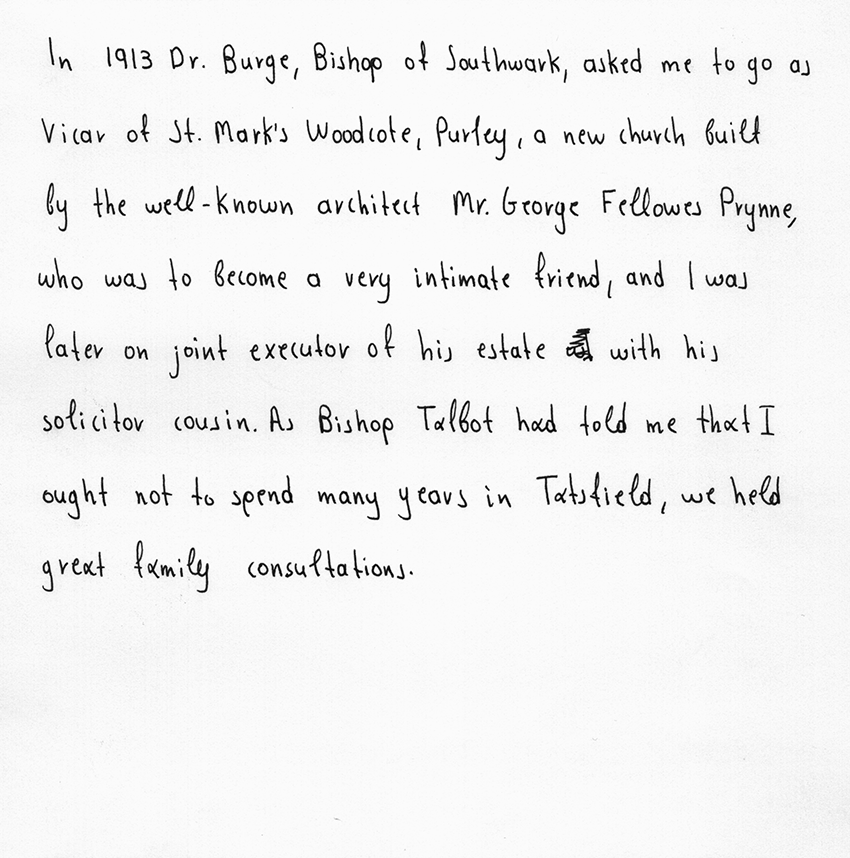 In 1913 Dr. Burge, Bishop of Southwark, asked me to go as
Vicar of St. Mark's Woodcote, Purley, a new church built
by the well-known architect Mr. George Fellowes Prynne,
who was to become a very intimate friend, and I was
later on joint executor of his estate with his
solicitor cousin. As Bishop Talbot had told me that I
ought not to spend many years in Tatsfield, we held
great family consultations.